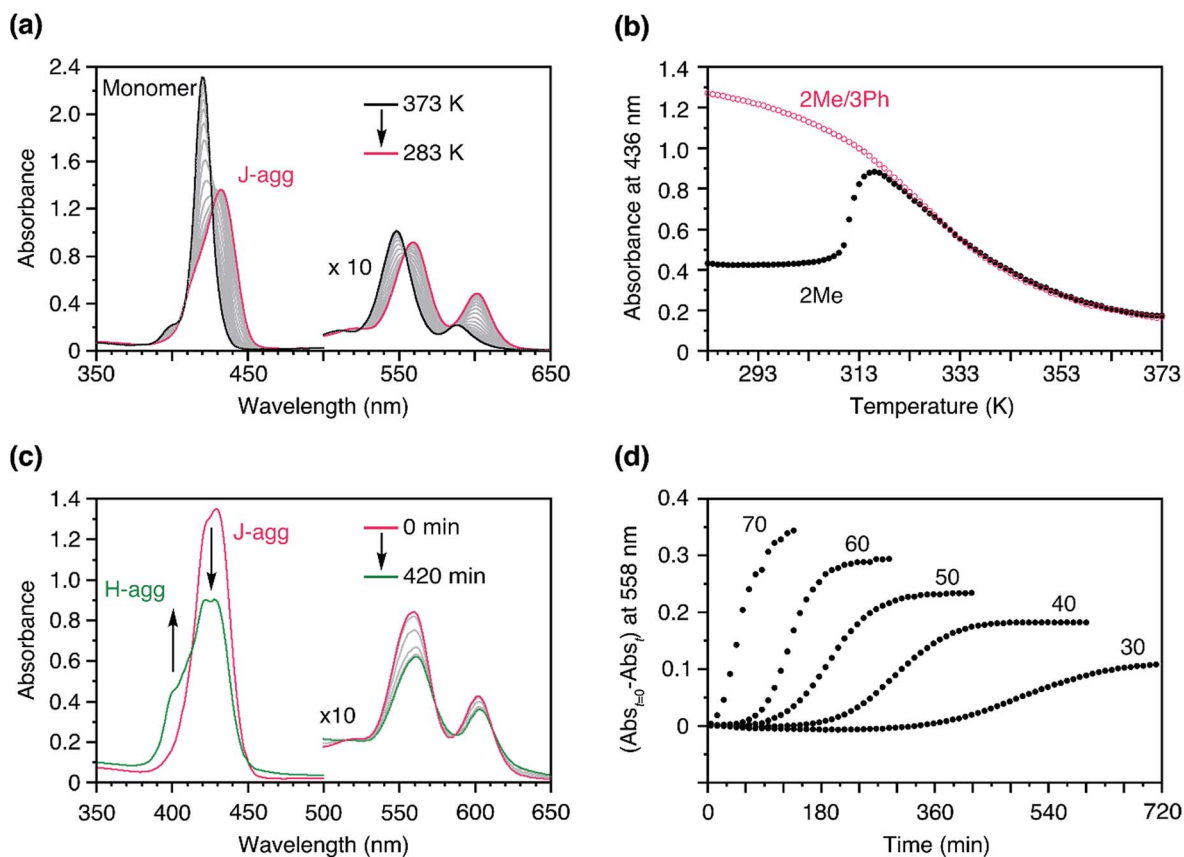 (a)
2.4
2.0
1.6
1.2
0.8
0.4
0
Absorbance
Monomer
J-agg
373 K
283 K
x 10
350 400 450 500 550 600 650
Wavelength (nm)
(b)
1.4
1.2
1.0
0.8
0.6
0.4
0.2
0
Absorbance at 436 nm
2Me/3Ph
2Me
293 313 333 353 373
Temperature (K)
(c)
1.4
1.2
1.0
0.8
0.6
0.4
0.2
0
Absorbance
J-agg
H-agg
0 min
420 min
x10
350 400 450 500 550 600 650
Wavelength (nm)
(d)
0.4
0.3
0.2
0.1
0
(Abst=0-Abst) at 558 nm
70
60
50
40
30
0 180 360 540 720
Time (min)